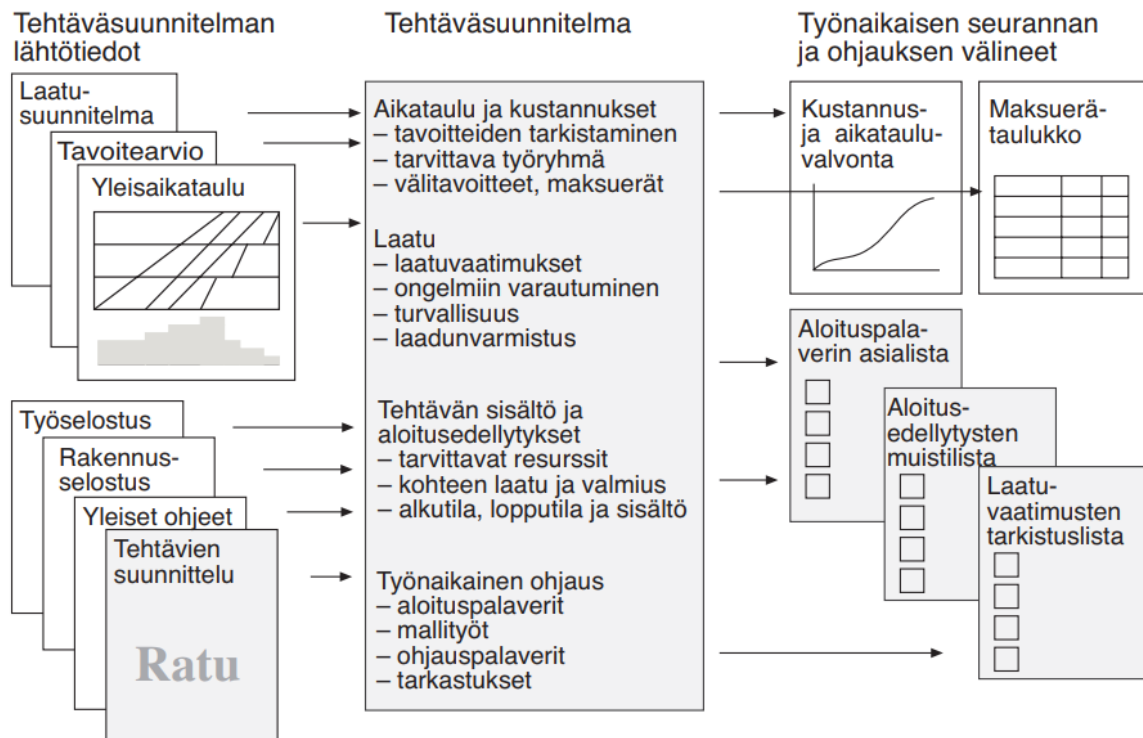 Tehtäväsuunnitelman
lähtötiedot
Laatu-
suunnitelma
Tavoitearvio
Yleisaikataulu
Työselostus
Rakennus-
selostus
Yleiset ohjeet
Tehtävien
suunnittelu
Ratu
Tehtäväsuunnitelma
Aikataulu ja kustannukset
– tavoitteiden tarkistaminen
– tarvittava työryhmä
– välitavoitteet, maksuerät
Laatu
– laatuvaatimukset
– ongelmiin varautuminen
– turvallisuus
– laadunvarmistus
Tehtävän sisältö ja
aloitusedellytykset
– tarvittavat resurssit
– kohteen laatu ja valmius
– alkutila, lopputila ja sisältö
Työnaikainen ohjaus
– aloituspalaverit
– mallityöt
– ohjauspalaverit
– tarkastukset
Työnaikaisen seurannan
ja ohjauksen välineet
Kustannus-
ja aikataulu-
valvonta
Maksuerä-
taulukko
Aloituspala-
verin asialista
Aloitus-
edellytysten
muistilista
Laatu-
vaatimusten
tarkistuslista